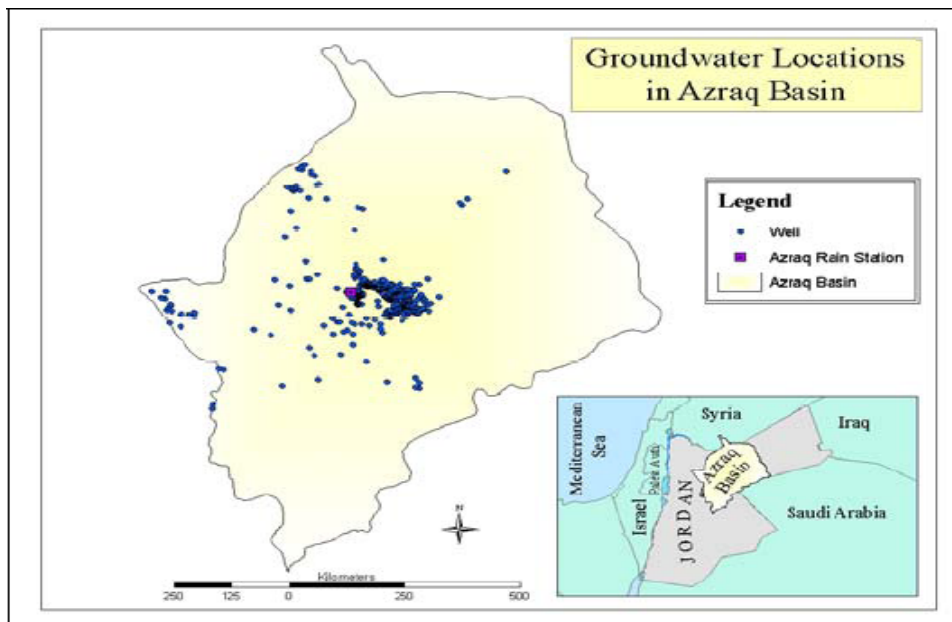 Groundwater Locations
in Azraq Basin
Legend
Well
Azraq Rain Station
Azraq Basin
N
Kilometers
250 0 250 500
Mediterranean
Sea
Syria
Iraq
Israel
JORDAN
Azraq
Basin
Saudi Arabia